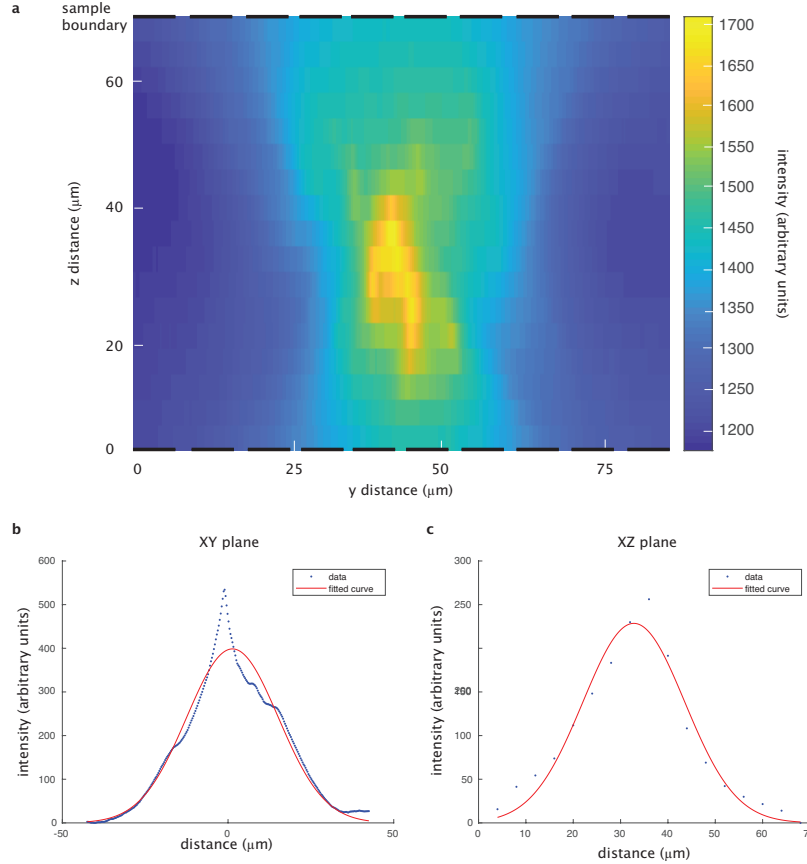 a
sample
boundary
60
40
20
0
z distance (μm)
0
25
50
75
y distance (μm)
1700
1650
1600
1550
1500
1450
1400
1350
1300
1250
1200
intensity (arbitrary units)
b
XY plane
600
500
400
300
200
100
0
-50
0
50
intensity (arbitrary units)
distance (μm)
data
fitted curve
c
XZ plane
300
250
200
100
50
0
0
10
20
30
40
50
60
intensity (arbitrary units)
distance (μm)
data
fitted curve